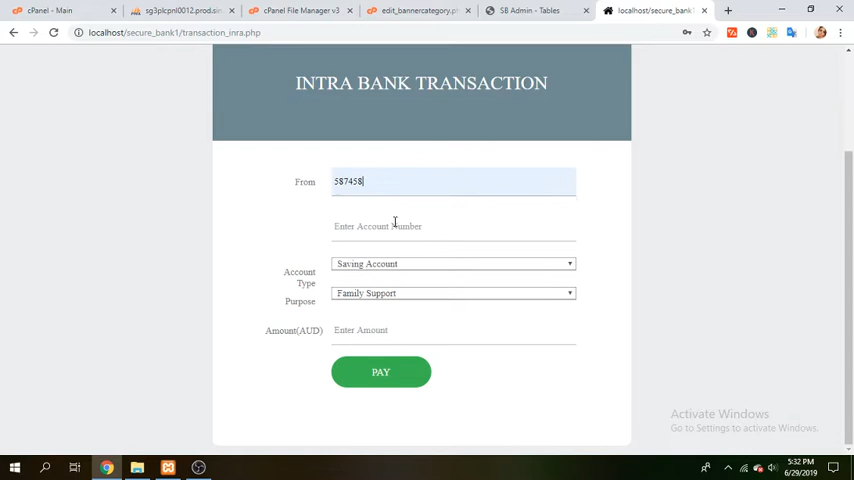 cPanel - Main
sg3plcpnl0012.prod.sin
cPanel File Manager v3
edit_bannercategory.ph
SB Admin - Tables
localhost/secure_bank1/
localhost/secure_bank1/transaction_inra.php
INTRA BANK TRANSACTION
From
587458
Enter Account Number
Account Type
Saving Account
Purpose
Family Support
Amount(AUD)
Enter Amount
PAY
Activate Windows
Go to Settings to activate Windows.
5:32 PM
6/29/2019